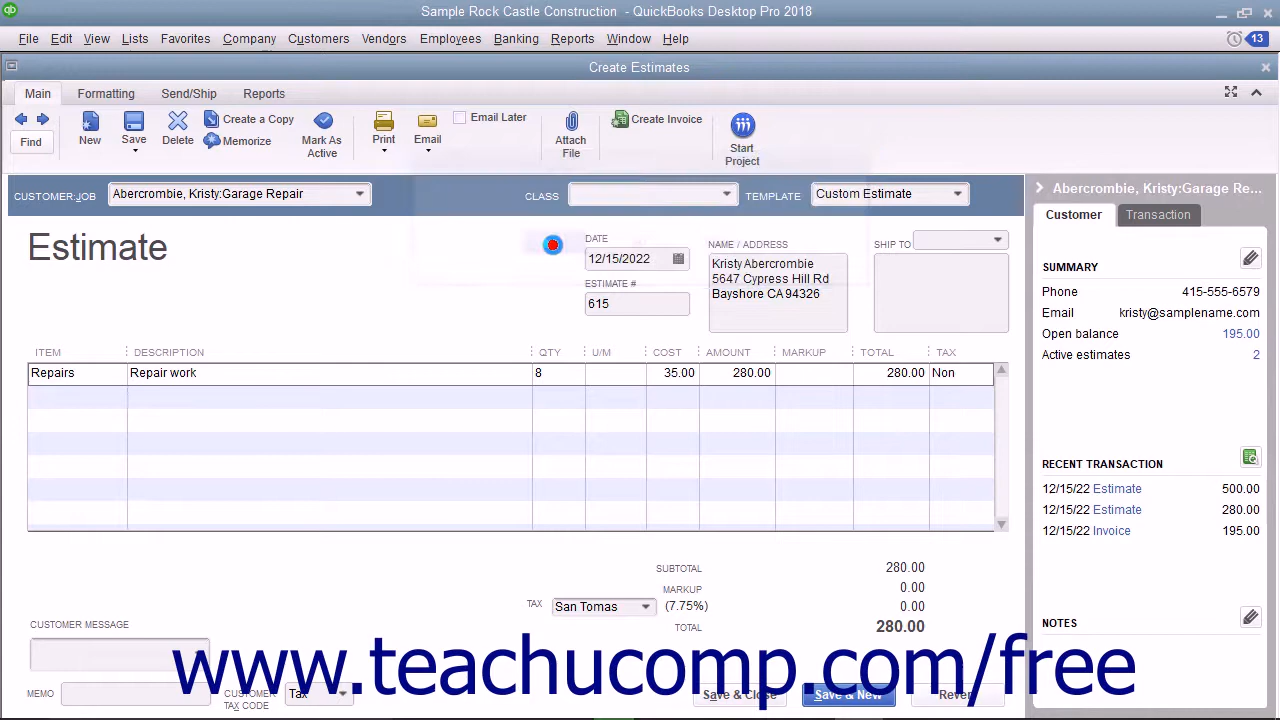 Sample Rock Castle Construction - QuickBooks Desktop Pro 2018
File Edit View Lists Favorites Company Customers Vendors Employees Banking Reports Window Help 13
Create Estimates
Main Formatting Send/Ship Reports
Find New Save Delete Create a Copy Memorize Mark As Active Print Email Email Later Attach File Create Invoice Start Project
CUSTOMER:JOB Abercrombie, Kristy:Garage Repair CLASS TEMPLATE Custom Estimate
Estimate
DATE
12/15/2022
ESTIMATE #
615
NAME / ADDRESS
Kristy Abercrombie
5647 Cypress Hill Rd
Bayshore CA 94326
SHIP TO
ITEM DESCRIPTION QTY U/M COST AMOUNT MARKUP TOTAL TAX
Repairs Repair work 8 35.00 280.00 280.00 Non
SUBTOTAL 280.00
MARKUP 0.00
TAX San Tomas (7.75%) 0.00
TOTAL 280.00
CUSTOMER MESSAGE
MEMO
CUSTOMER TAX CODE Tax
Save & Close Save & New
www.teachucomp.com/free
Abercrombie, Kristy:Garage Re...
Customer Transaction
SUMMARY
Phone 415-555-6579
Email kristy@samplename.com
Open balance 195.00
Active estimates 2
RECENT TRANSACTION
12/15/22 Estimate 500.00
12/15/22 Estimate 280.00
12/15/22 Invoice 195.00
NOTES